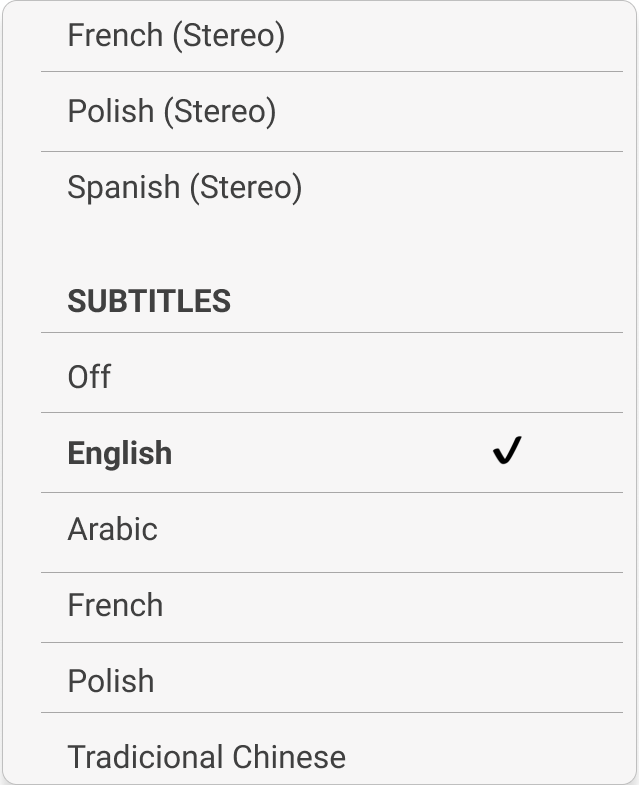 French (Stereo)
Polish (Stereo)
Spanish (Stereo)
SUBTITLES
Off
English ✔
Arabic
French
Polish
Tradicional Chinese